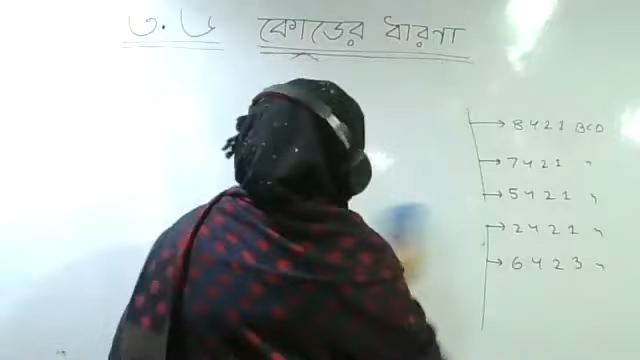 ৩.৬ কোডের ধারণা
→ 8421 BCD
→ 7421 "
→ 5421 "
→ 2421 "
→ 6423 "